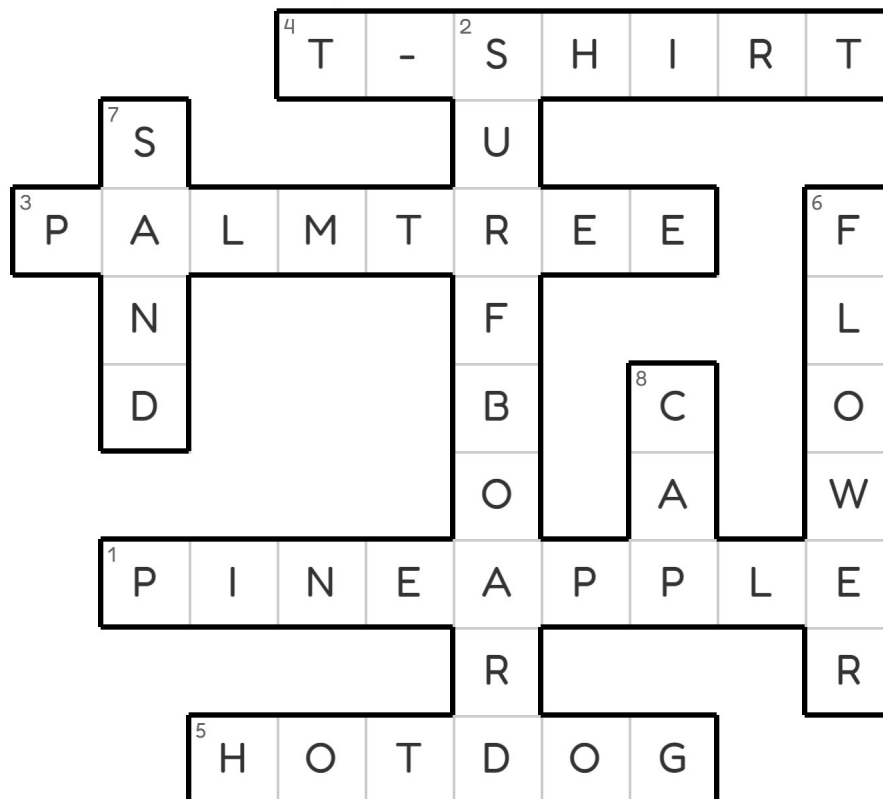 4 T - 2 S H I R T
7 S U
3 P A L M T R E E 6 F
N F L
D B 8 C O
O A W
1 P I N E A P P L E
R R
5 H O T D O G